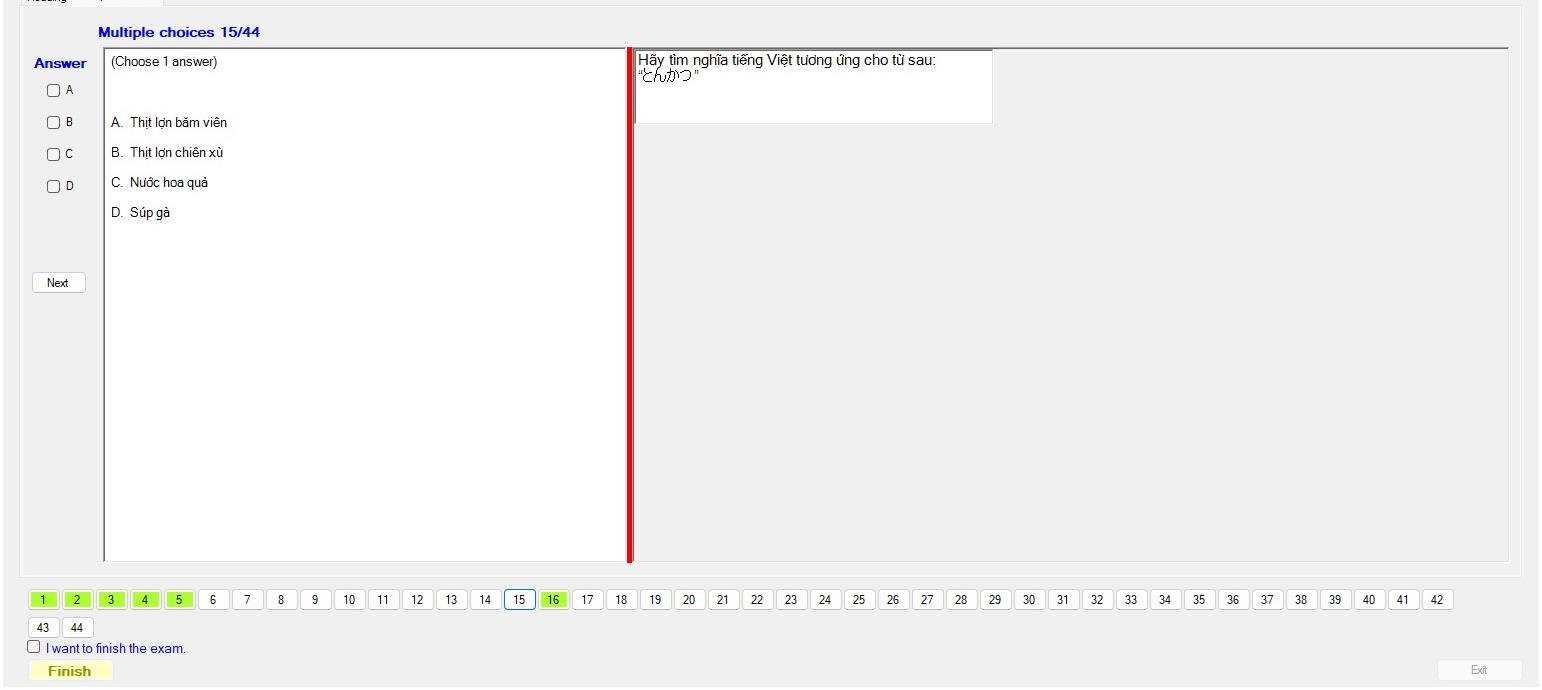 Multiple choices 15/44
Answer
A
B
C
D
Next
(Choose 1 answer)
A. Thịt lợn băm viên
B. Thịt lợn chiên xù
C. Nước hoa quả
D. Súp gà
Hãy tìm nghĩa tiếng Việt tương ứng cho từ sau:
“とんかつ”
1 2 3 4 5 6 7 8 9 10 11 12 13 14 15 16 17 18 19 20 21 22 23 24 25 26 27 28 29 30 31 32 33 34 35 36 37 38 39 40 41 42
43 44
I want to finish the exam.
Finish
Exit